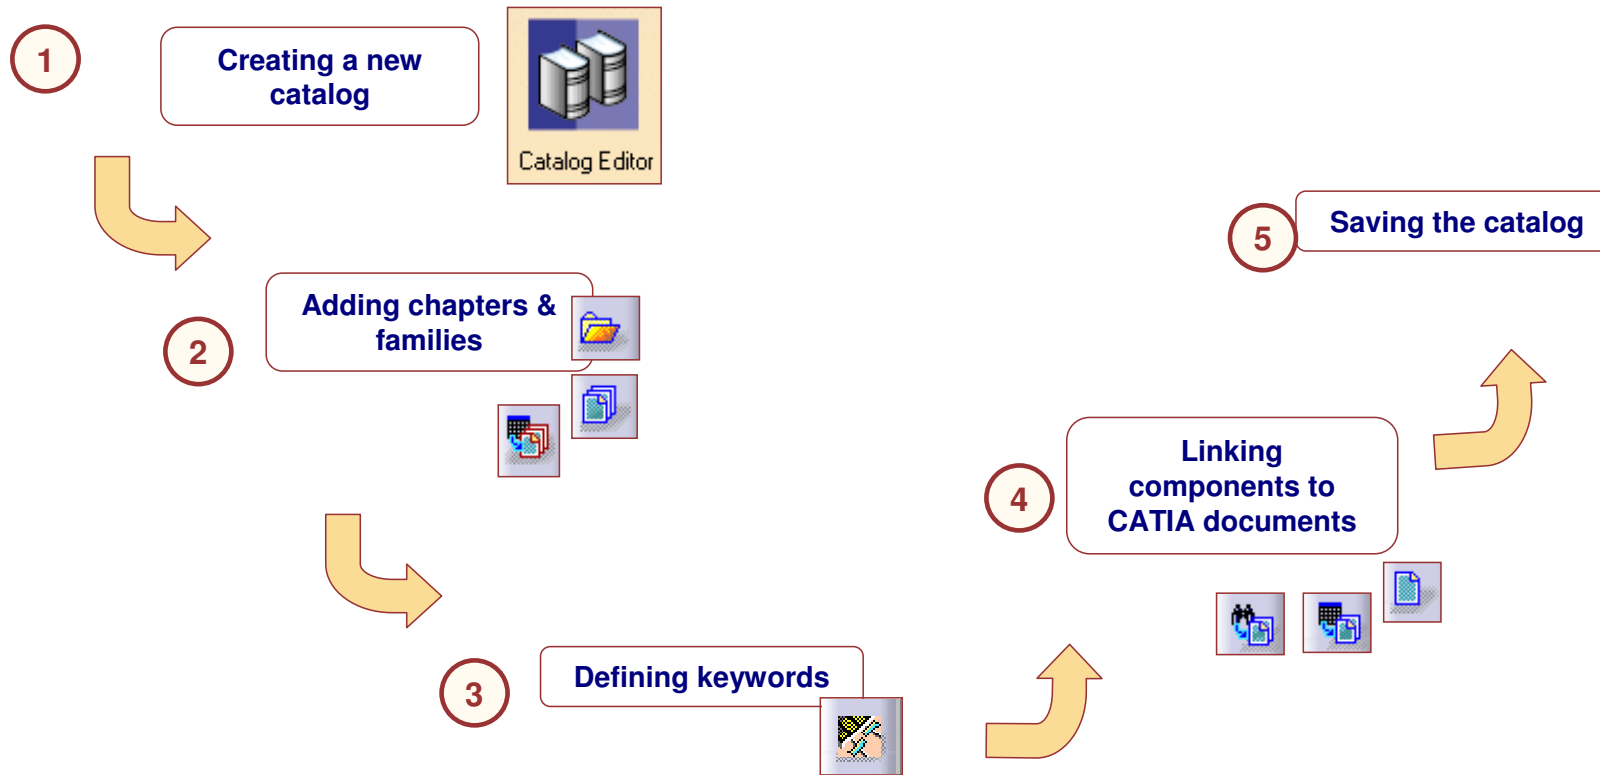 1
Creating a new
catalog
Catalog Editor
2
Adding chapters &
families
3
Defining keywords
4
Linking
components to
CATIA documents
5
Saving the catalog